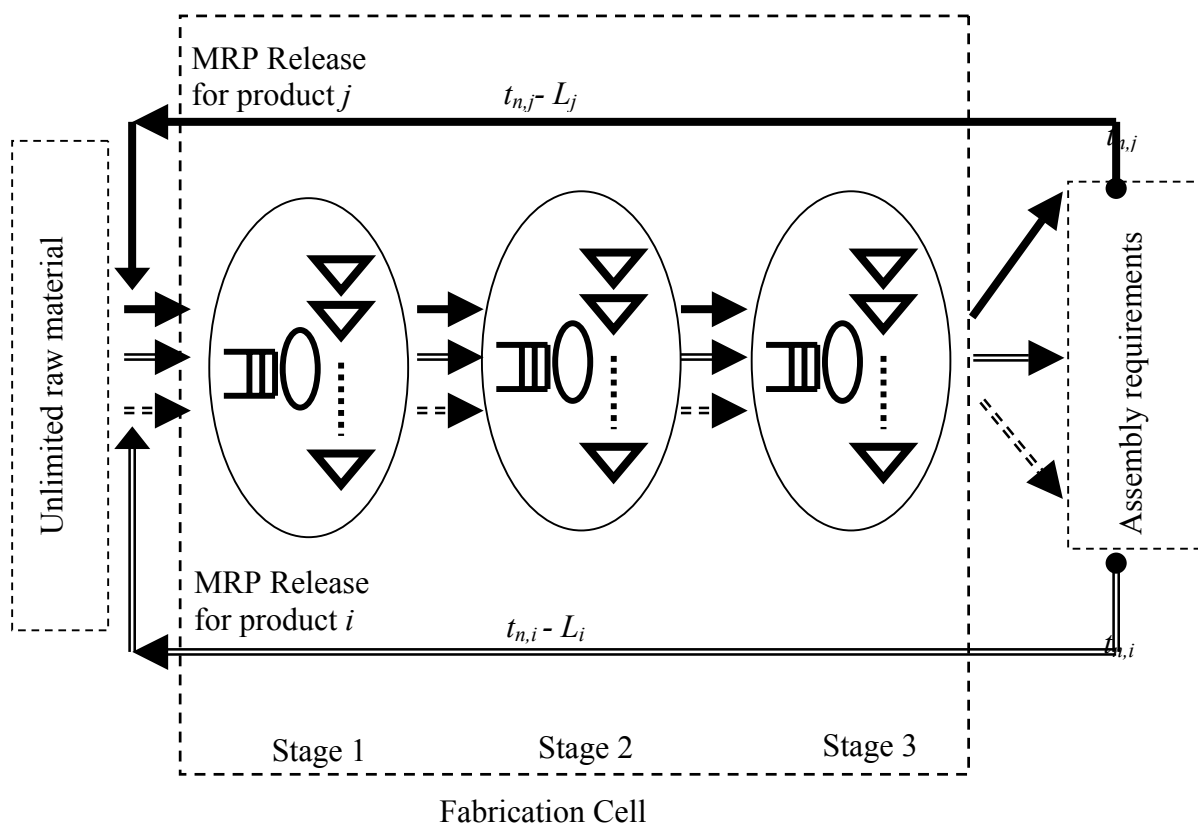 MRP Release
for product j
t_{n,j} - L_j
t_{n,j}
Unlimited raw material
Assembly requirements
MRP Release
for product i
t_{n,i} - L_i
t_{n,i}
Stage 1
Stage 2
Stage 3
Fabrication Cell